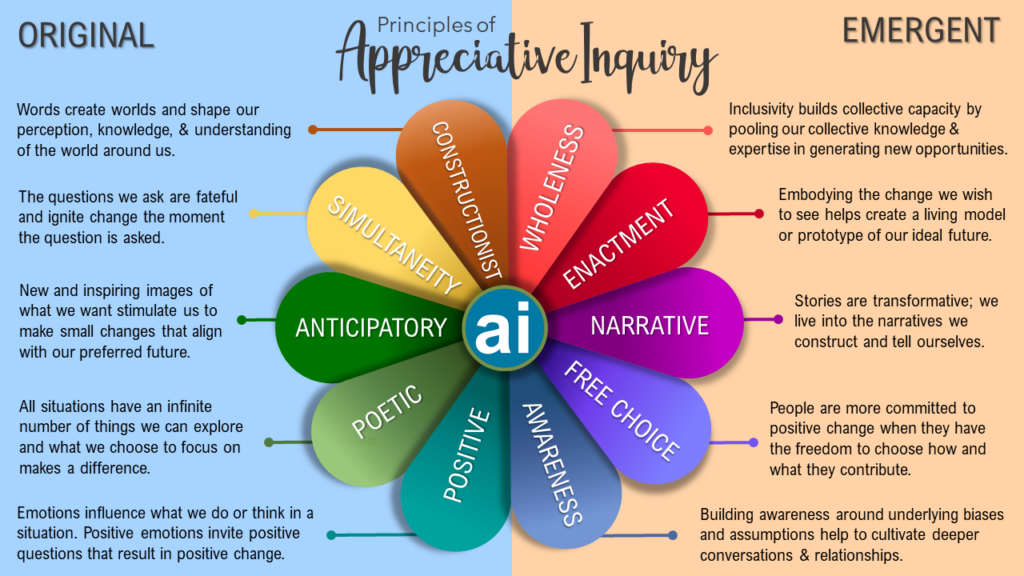 Principles of
Appreciative Inquiry
ORIGINAL
Words create worlds and shape our
perception, knowledge, & understanding
of the world around us.
CONSTRUCTIONIST
The questions we ask are fateful
and ignite change the moment
the question is asked.
SIMULTANEITY
New and inspiring images of
what we want stimulate us to
make small changes that align
with our preferred future.
ANTICIPATORY
All situations have an infinite
number of things we can explore
and what we choose to focus on
makes a difference.
POETIC
Emotions influence what we do or think in a
situation. Positive emotions invite positive
questions that result in positive change.
POSITIVE
ai
EMERGENT
WHOLENESS
Inclusivity builds collective capacity by
pooling our collective knowledge &
expertise in generating new opportunities.
ENACTMENT
Embodying the change we wish
to see helps create a living model
or prototype of our ideal future.
NARRATIVE
Stories are transformative; we
live into the narratives we
construct and tell ourselves.
FREE CHOICE
People are more committed to
positive change when they have
the freedom to choose how and
what they contribute.
AWARENESS
Building awareness around underlying biases
and assumptions help to cultivate deeper
conversations & relationships.